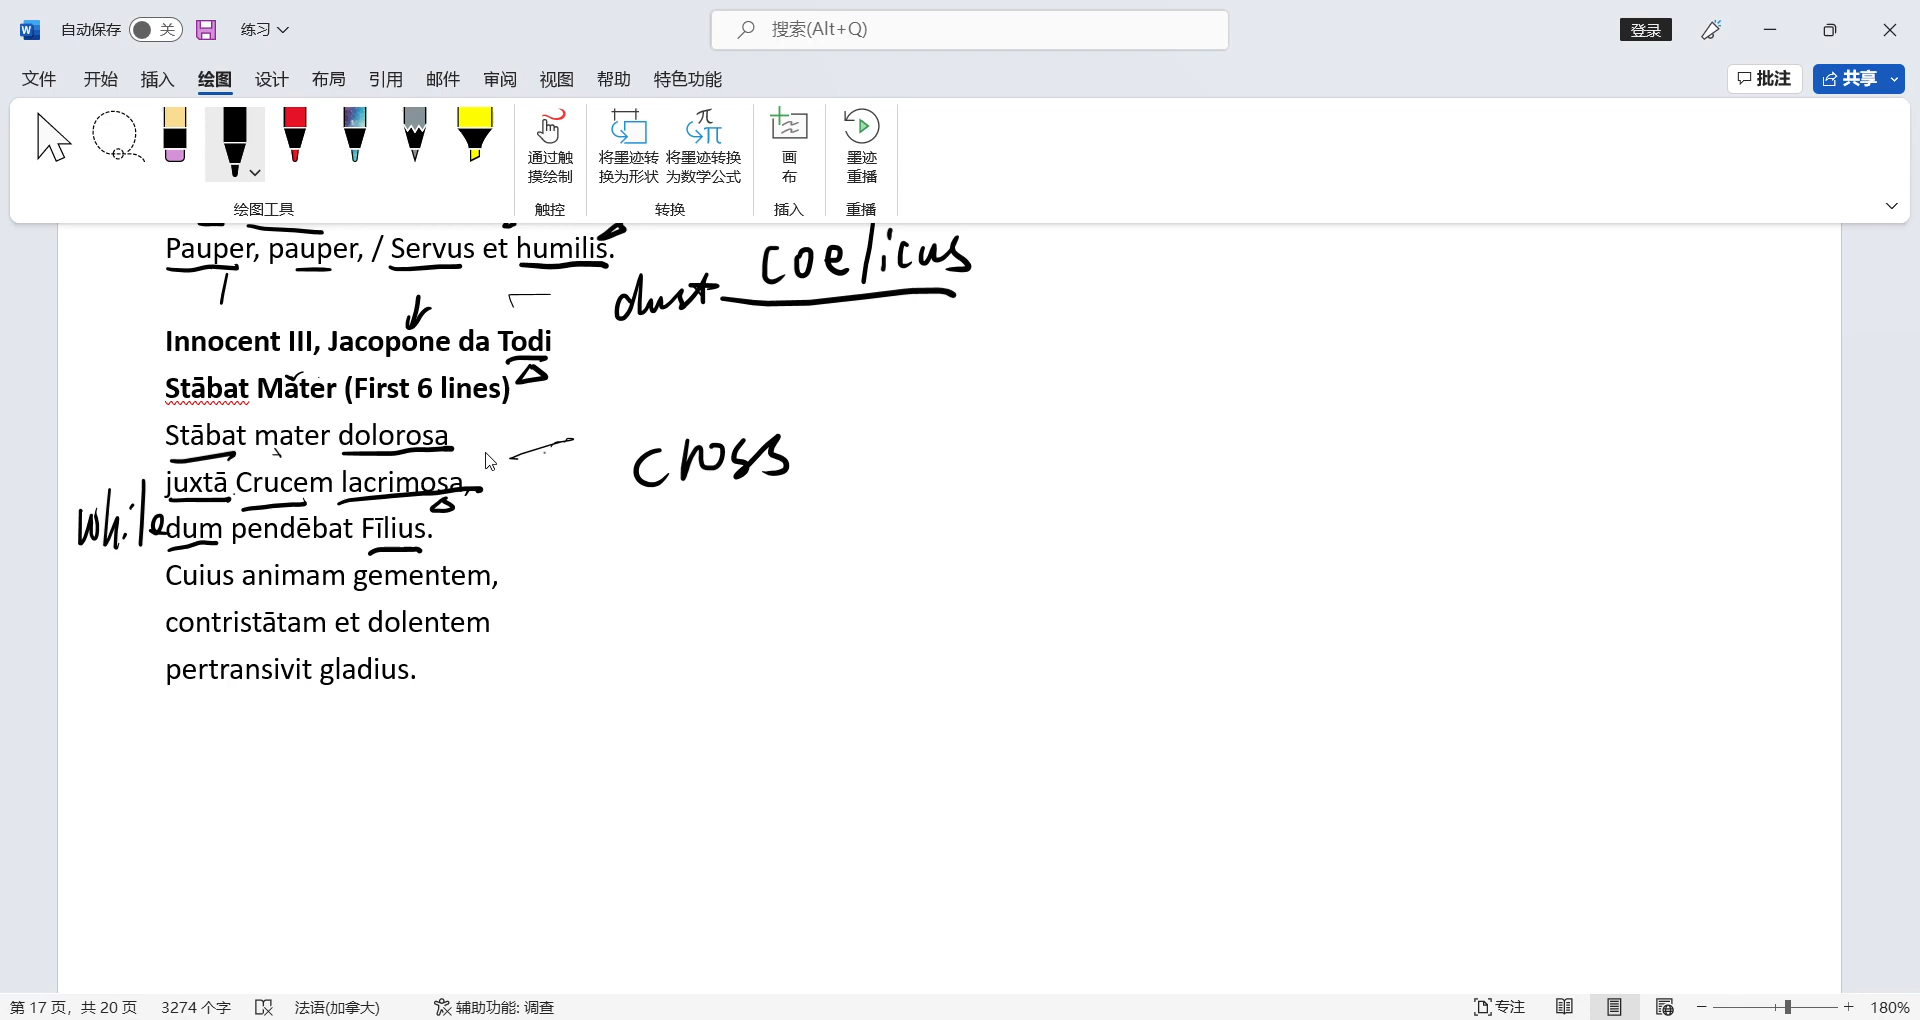 自动保存 关 练习 搜索(Alt+Q) 登录
文件 开始 插入 绘图 设计 布局 引用 邮件 审阅 视图 帮助 特色功能 批注 共享
通过触摸绘制 将墨迹转换为形状 将墨迹转换为数学公式 画布 墨迹重播
绘图工具 触控 转换 插入 重播
Pauper, pauper, / Servus et humilis.
coelicus
dust
Innocent III, Jacopone da Todi
Stābat Māter (First 6 lines)
Stābat mater dolorosa
cross
juxtā Crucem lacrimosa,
while
dum pendēbat Fīlius.
Cuius animam gementem,
contristātam et dolentem
pertransivit gladius.
第 17 页，共 20 页 3274 个字 法语(加拿大) 辅助功能: 调查 专注 180%